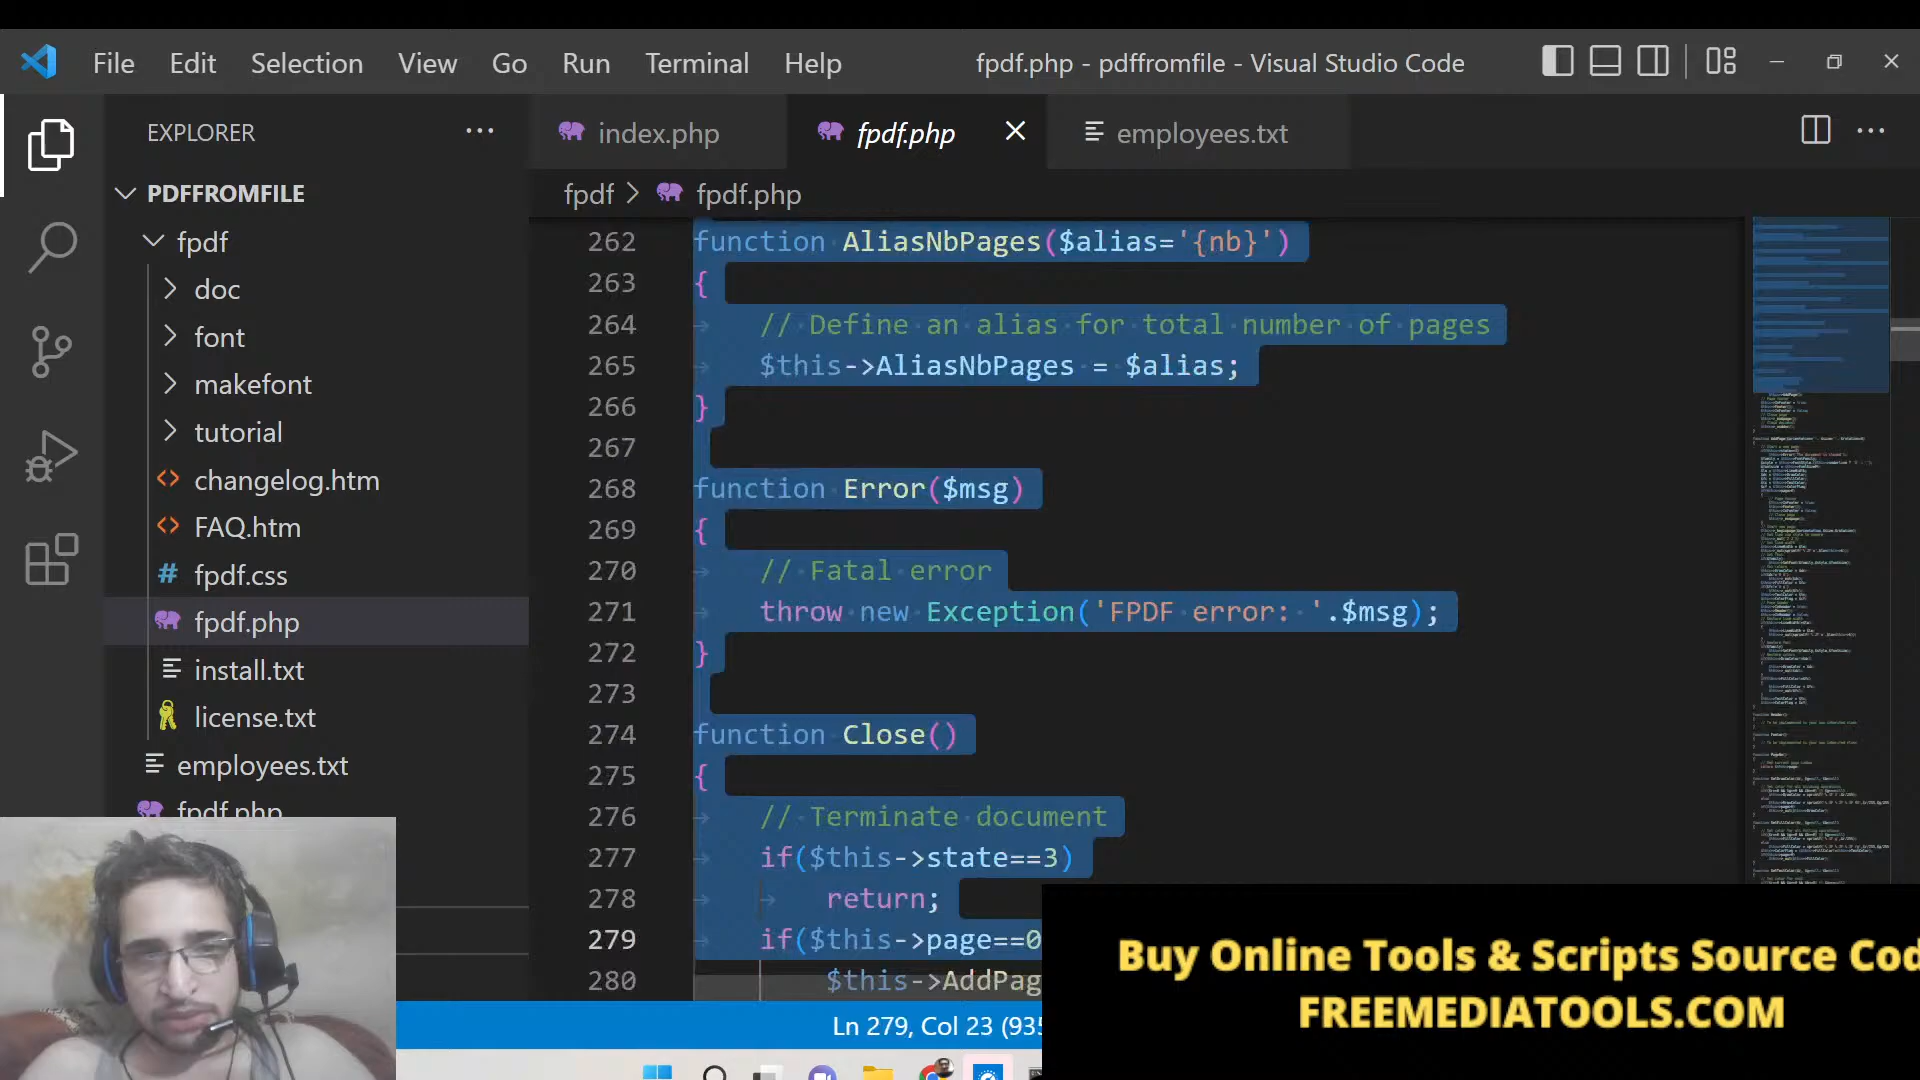 File Edit Selection View Go Run Terminal Help
fpdf.php - pdffromfile - Visual Studio Code
EXPLORER
index.php
fpdf.php
employees.txt
PDFFROMFILE
fpdf > fpdf.php
fpdf
doc
font
makefont
tutorial
changelog.htm
FAQ.htm
fpdf.css
fpdf.php
install.txt
license.txt
employees.txt
fpdf.php
262 function AliasNbPages($alias='{nb}')
263 {
264 // Define an alias for total number of pages
265 $this->AliasNbPages = $alias;
266 }
267
268 function Error($msg)
269 {
270 // Fatal error
271 throw new Exception('FPDF error: '.$msg);
272 }
273
274 function Close()
275 {
276 // Terminate document
277 if($this->state==3)
278 return;
279 if($this->page==0
280 $this->AddPag
Ln 279, Col 23 (935
Buy Online Tools & Scripts Source Cod
FREEMEDIATOOLS.COM